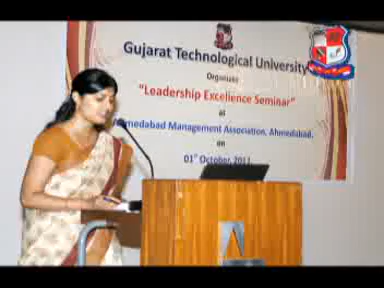 Gujarat Technological University
Organizes
"Leadership Excellence Seminar"
at
Ahmedabad Management Association, Ahmedabad.
on
01st October, 2011